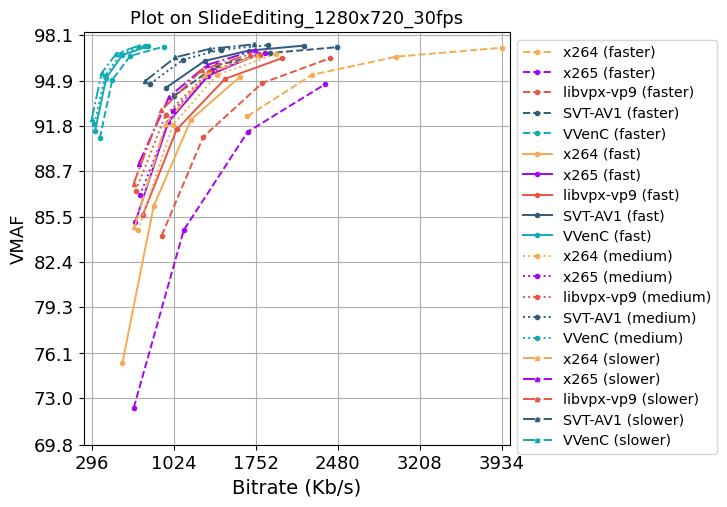 Plot on SlideEditing_1280x720_30fps
98.1
94.9
91.8
88.7
85.5
82.4
79.3
76.1
73.0
69.8
VMAF
296 1024 1752 2480 3208 3934
Bitrate (Kb/s)
x264 (faster)
x265 (faster)
libvpx-vp9 (faster)
SVT-AV1 (faster)
VVenC (faster)
x264 (fast)
x265 (fast)
libvpx-vp9 (fast)
SVT-AV1 (fast)
VVenC (fast)
x264 (medium)
x265 (medium)
libvpx-vp9 (medium)
SVT-AV1 (medium)
VVenC (medium)
x264 (slower)
x265 (slower)
libvpx-vp9 (slower)
SVT-AV1 (slower)
VVenC (slower)